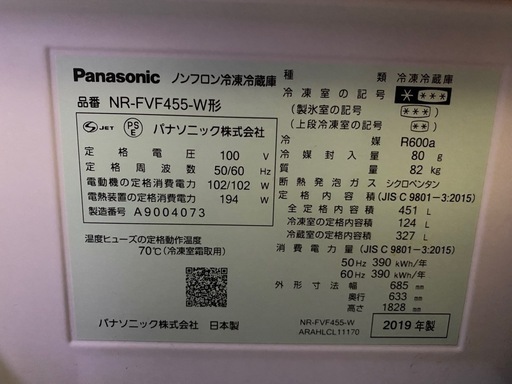 Panasonic ノンフロン冷凍冷蔵庫
品番 NR-FVF455-W形
JET PSE パナソニック株式会社
定格電圧 100 V
定格周波数 50/60 Hz
電動機の定格消費電力 102/102 W
電熱装置の定格消費電力 194 W
製造番号 A9004073
温度ヒューズの定格動作温度
70℃(冷凍室霜取用)
パナソニック株式会社 日本製
種類 冷凍冷蔵庫
冷凍室の記号 ＊＊＊＊
(製氷室の記号 ＊＊＊)
(上段冷凍室の記号 ＊＊)
冷媒 R600a
冷媒封入量 80 g
質量 82 kg
断熱発泡ガス シクロペンタン
定格内容積 (JIS C 9801-3:2015)
全定格内容積 451 L
冷凍室内容積 124 L
冷蔵室内容積 327 L
消費電力量 (JIS C 9801-3:2015)
50Hz 390 kWh/年
60Hz 390 kWh/年
外形寸法 幅 685 mm
奥行 633 mm
高さ 1828 mm
NR-FVF455-W
ARAHLCL11170
2019年製